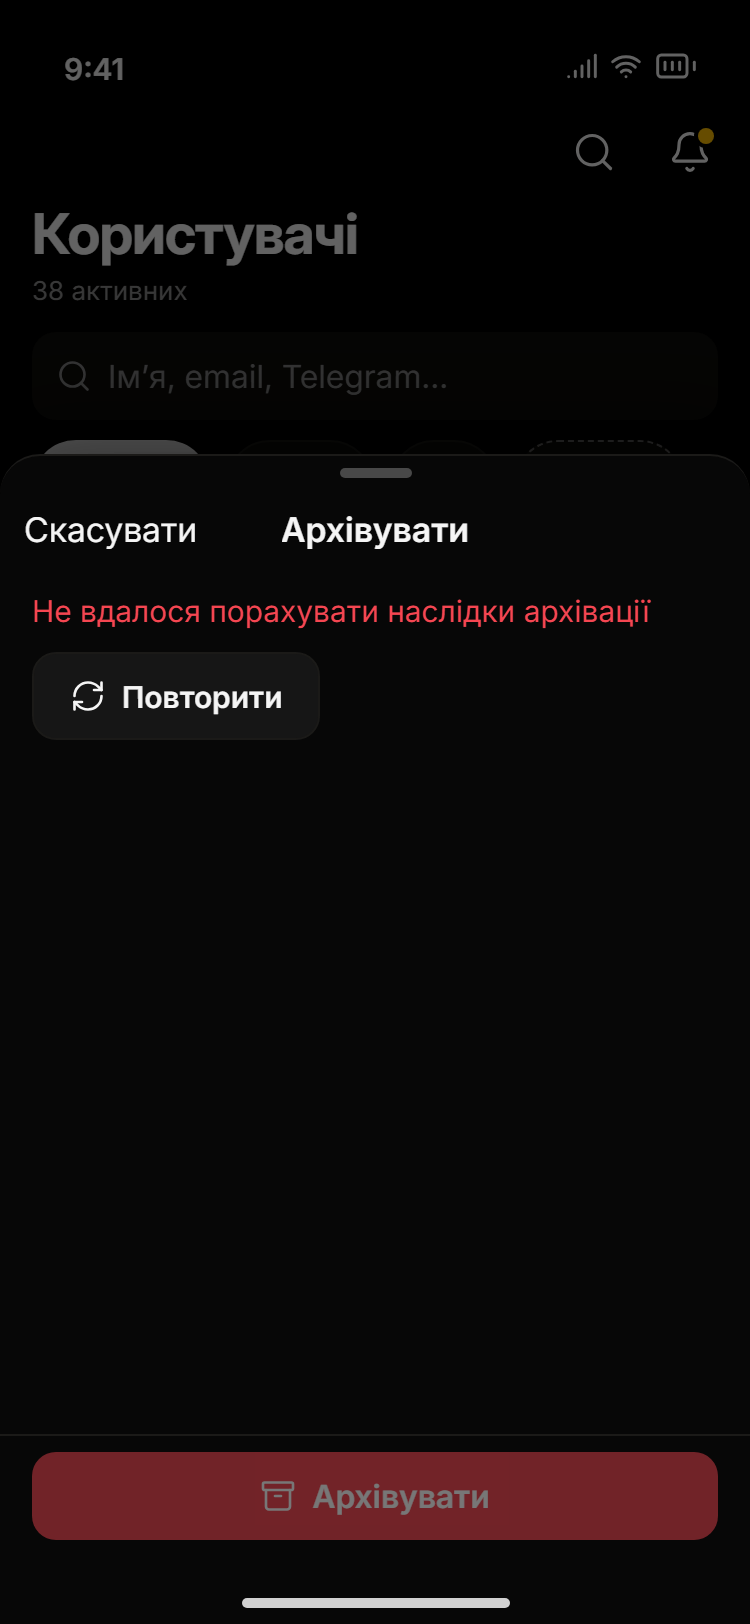 9:41
Користувачі
38 активних
Ім’я, email, Telegram...
Скасувати
Архівувати
Не вдалося порахувати наслідки архівації
Повторити
Архівувати